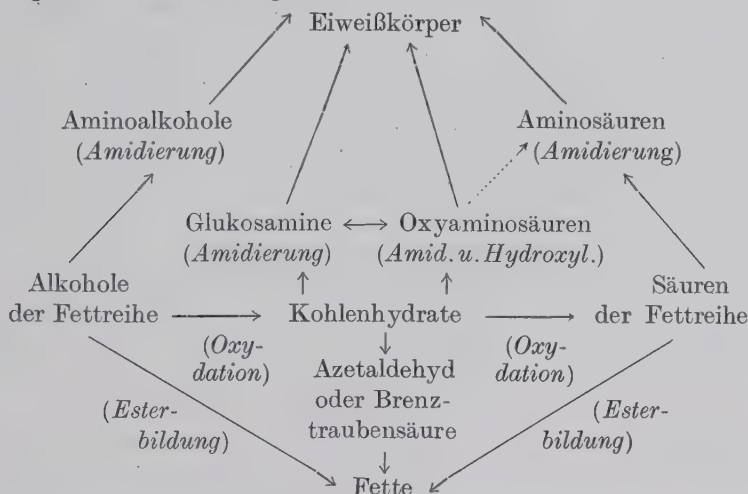 Eiweißkörper
Aminoalkohole Aminosäuren
(Amidierung) (Amidierung)
Glukosamine ⟷ Oxyaminosäuren
(Amidierung) (Amid. u. Hydroxyl.)
Alkohole Säuren
der Fettreihe Kohlenhydrate der Fettreihe
(Oxy- Azetaldehyd (Oxy-
dation) oder Brenz- dation)
(Ester- traubensäure (Ester-
bildung) bildung)
Fette